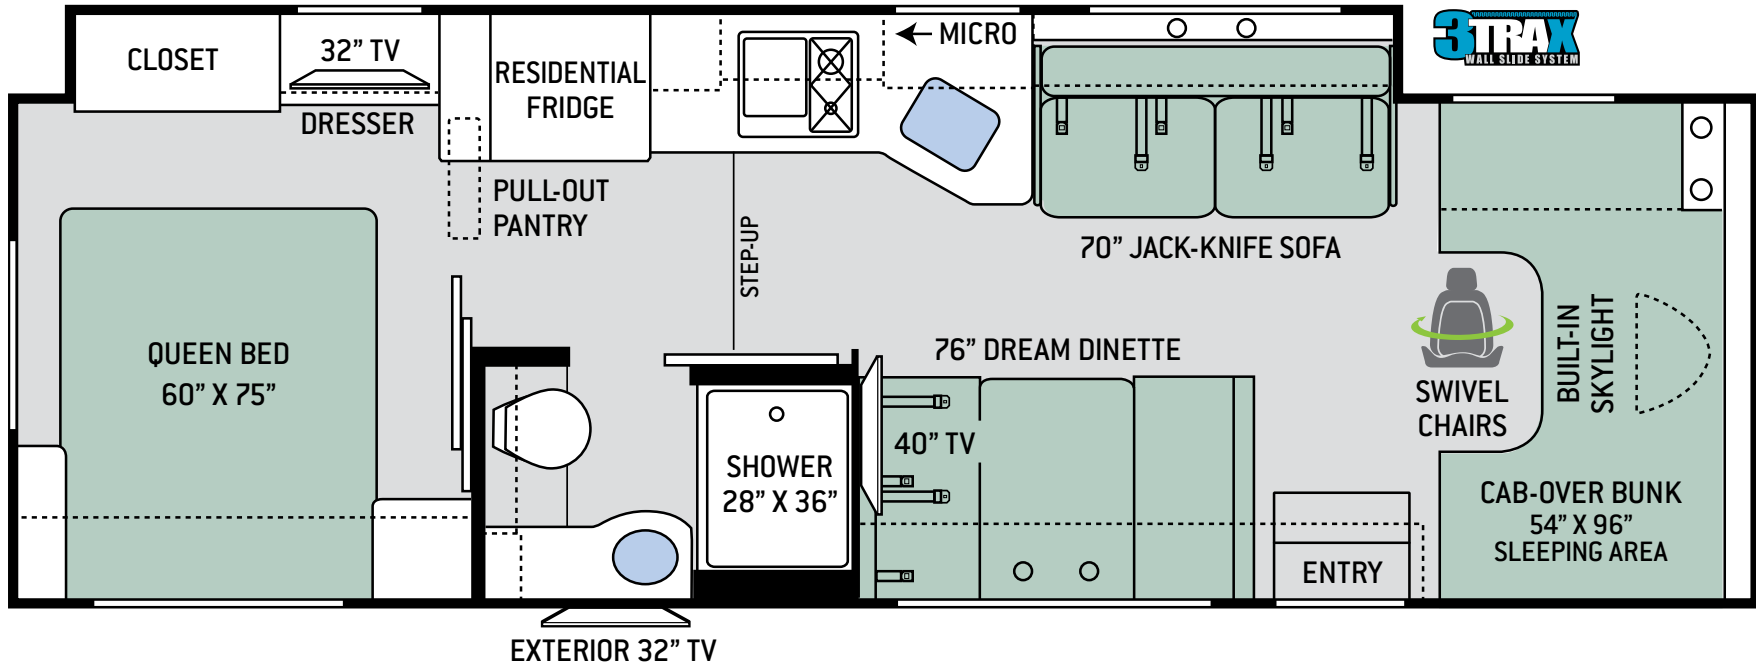 CLOSET
32” TV
DRESSER
RESIDENTIAL
FRIDGE
PULL-OUT
PANTRY
MICRO
STEP-UP
70” JACK-KNIFE SOFA
3TRAX
WALL SLIDE SYSTEM
QUEEN BED
60” X 75”
SHOWER
28” X 36”
76” DREAM DINETTE
40” TV
SWIVEL
CHAIRS
BUILT-IN
SKYLIGHT
CAB-OVER BUNK
54” X 96”
SLEEPING AREA
ENTRY
EXTERIOR 32” TV